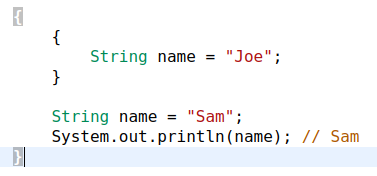 {
    {
        String name = "Joe";
    }
    String name = "Sam";
    System.out.println(name); // Sam
}